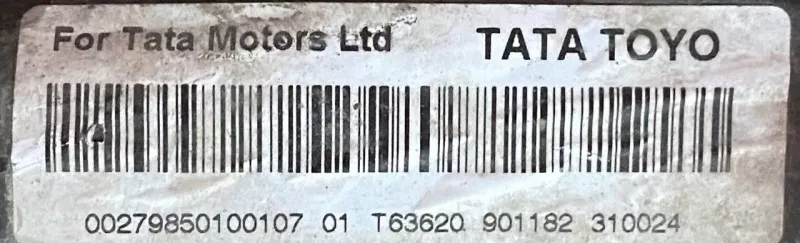 For Tata Motors Ltd TATA TOYO
00279850100107 01 T63620 901182 310024